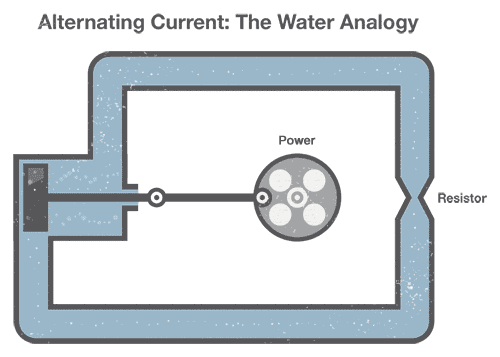 Alternating Current: The Water Analogy
Power
Resistor